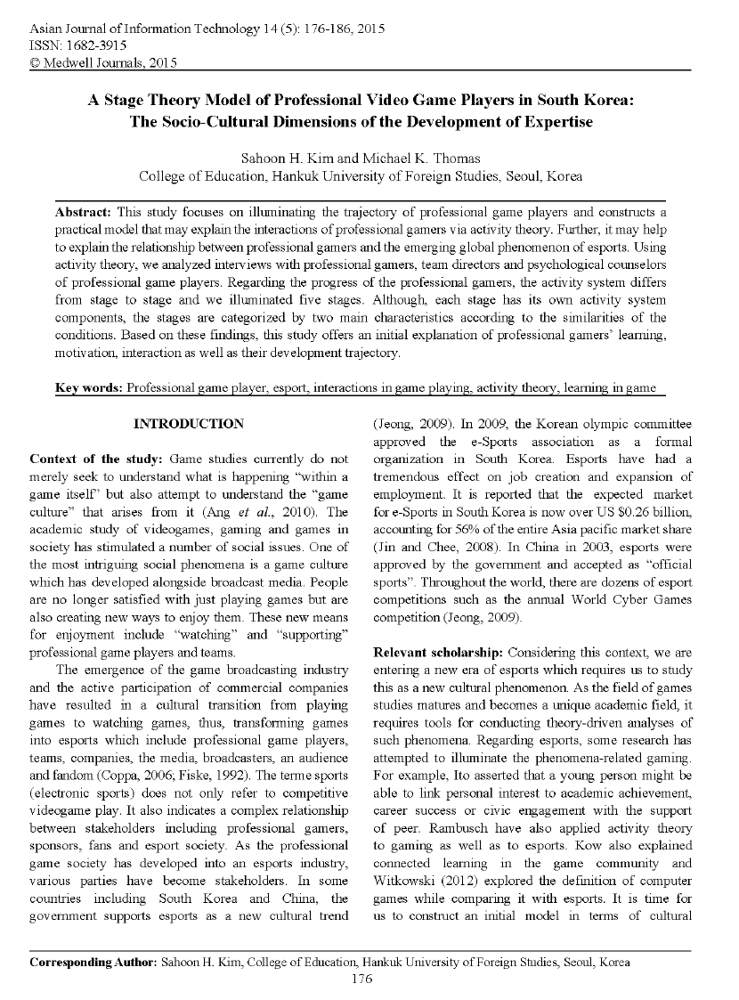 Asian Journal of Information Technology 14 (5): 176-186, 2015
ISSN: 1682-3915
© Medwell Journals, 2015
A Stage Theory Model of Professional Video Game Players in South Korea:
The Socio-Cultural Dimensions of the Development of Expertise
Sahoon H. Kim and Michael K. Thomas
College of Education, Hankuk University of Foreign Studies, Seoul, Korea
Abstract: This study focuses on illuminating the trajectory of professional game players and constructs a
practical model that may explain the interactions of professional gamers via activity theory. Further, it may help
to explain the relationship between professional gamers and the emerging global phenomenon of esports. Using
activity theory, we analyzed interviews with professional gamers, team directors and psychological counselors
of professional game players. Regarding the progress of the professional gamers, the activity system differs
from stage to stage and we illuminated five stages. Although, each stage has its own activity system
components, the stages are categorized by two main characteristics according to the similarities of the
conditions. Based on these findings, this study offers an initial explanation of professional gamers' learning,
motivation, interaction as well as their development trajectory.
Key words: Professional game player, esport, interactions in game playing, activity theory, learning in game
INTRODUCTION
Context of the study: Game studies currently do not
merely seek to understand what is happening “within a
game itself” but also attempt to understand the “game
culture” that arises from it (Ang et al., 2010). The
academic study of videogames, gaming and games in
society has stimulated a number of social issues. One of
the most intriguing social phenomena is a game culture
which has developed alongside broadcast media. People
are no longer satisfied with just playing games but are
also creating new ways to enjoy them. These new means
for enjoyment include “watching” and “supporting”
professional game players and teams.
The emergence of the game broadcasting industry
and the active participation of commercial companies
have resulted in a cultural transition from playing
games to watching games, thus, transforming games
into esports which include professional game players,
teams, companies, the media, broadcasters, an audience
and fandom (Coppa, 2006; Fiske, 1992). The terme sports
(electronic sports) does not only refer to competitive
videogame play. It also indicates a complex relationship
between stakeholders including professional gamers,
sponsors, fans and esport society. As the professional
game society has developed into an esports industry,
various parties have become stakeholders. In some
countries including South Korea and China, the
government supports esports as a new cultural trend
(Jeong, 2009). In 2009, the Korean olympic committee
approved the e-Sports association as a formal
organization in South Korea. Esports have had a
tremendous effect on job creation and expansion of
employment. It is reported that the expected market
for e-Sports in South Korea is now over US $0.26 billion,
accounting for 56% of the entire Asia pacific market share
(Jin and Chee, 2008). In China in 2003, esports were
approved by the government and accepted as “official
sports”. Throughout the world, there are dozens of esport
competitions such as the annual World Cyber Games
competition (Jeong, 2009).
Relevant scholarship: Considering this context, we are
entering a new era of esports which requires us to study
this as a new cultural phenomenon. As the field of games
studies matures and becomes a unique academic field, it
requires tools for conducting theory-driven analyses of
such phenomena. Regarding esports, some research has
attempted to illuminate the phenomena-related gaming.
For example, Ito asserted that a young person might be
able to link personal interest to academic achievement,
career success or civic engagement with the support
of peer. Rambusch have also applied activity theory
to gaming as well as to esports. Kow also explained
connected learning in the game community and
Witkowski (2012) explored the definition of computer
games while comparing it with esports. It is time for
us to construct an initial model in terms of cultural
Corresponding Author: Sahoon H. Kim, College of Education, Hankuk University of Foreign Studies, Seoul, Korea
176